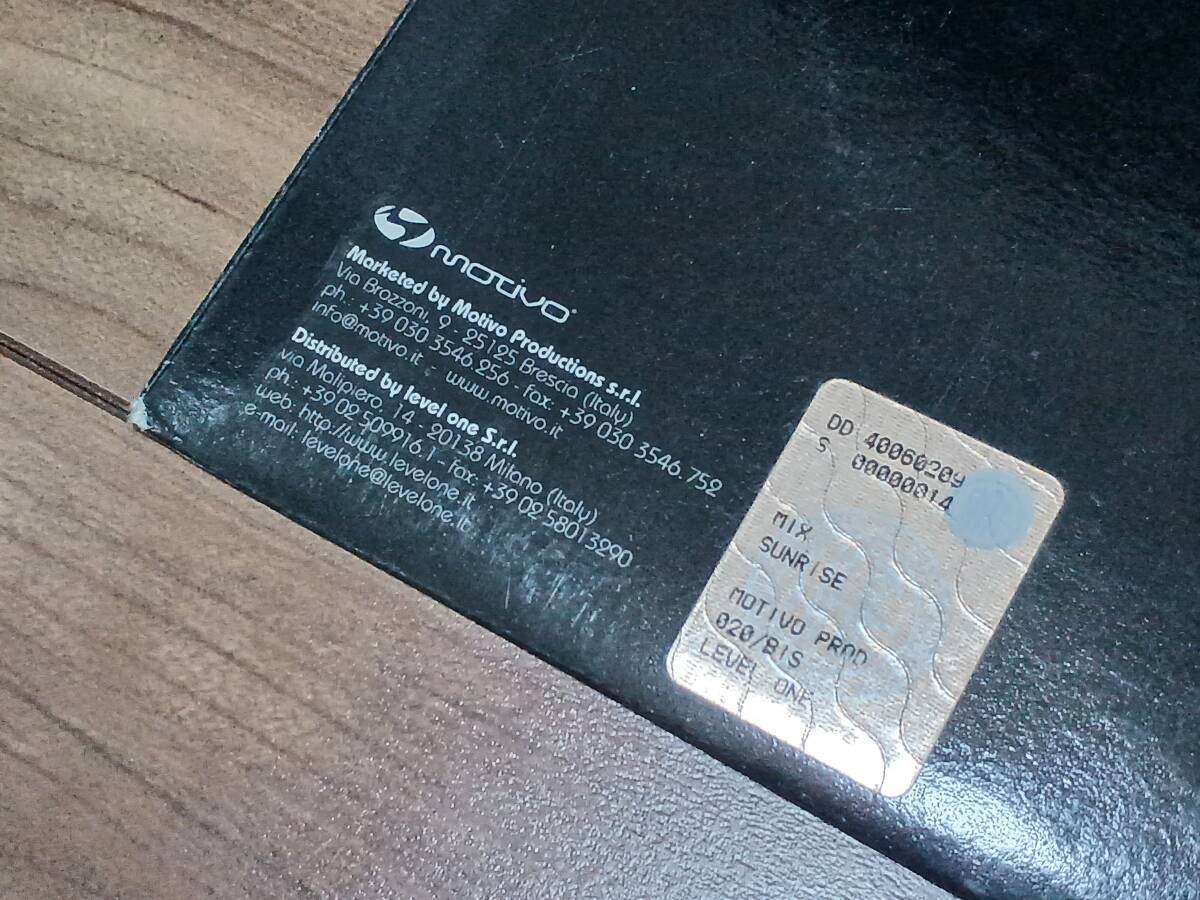 motivo
Marketed by Motivo Productions s.r.l.
Via Brozzoni, 9 - 25125 Brescia (Italy)
ph.: +39 030 3546.256 - fax: +39 030 3546.752
info@motivo.it www.motivo.it
Distributed by level one S.r.l.
via Malipiero, 14 - 20138 Milano (Italy)
ph.: +39 02.509916.1 - fax: +39 02.58013290
web: http://www.levelone.it
e-mail: levelone@levelone.it
DD 40060209
S 00000014
MIX
SUNRISE
MOTIVO PROD
020/BIS
LEVEL ONE